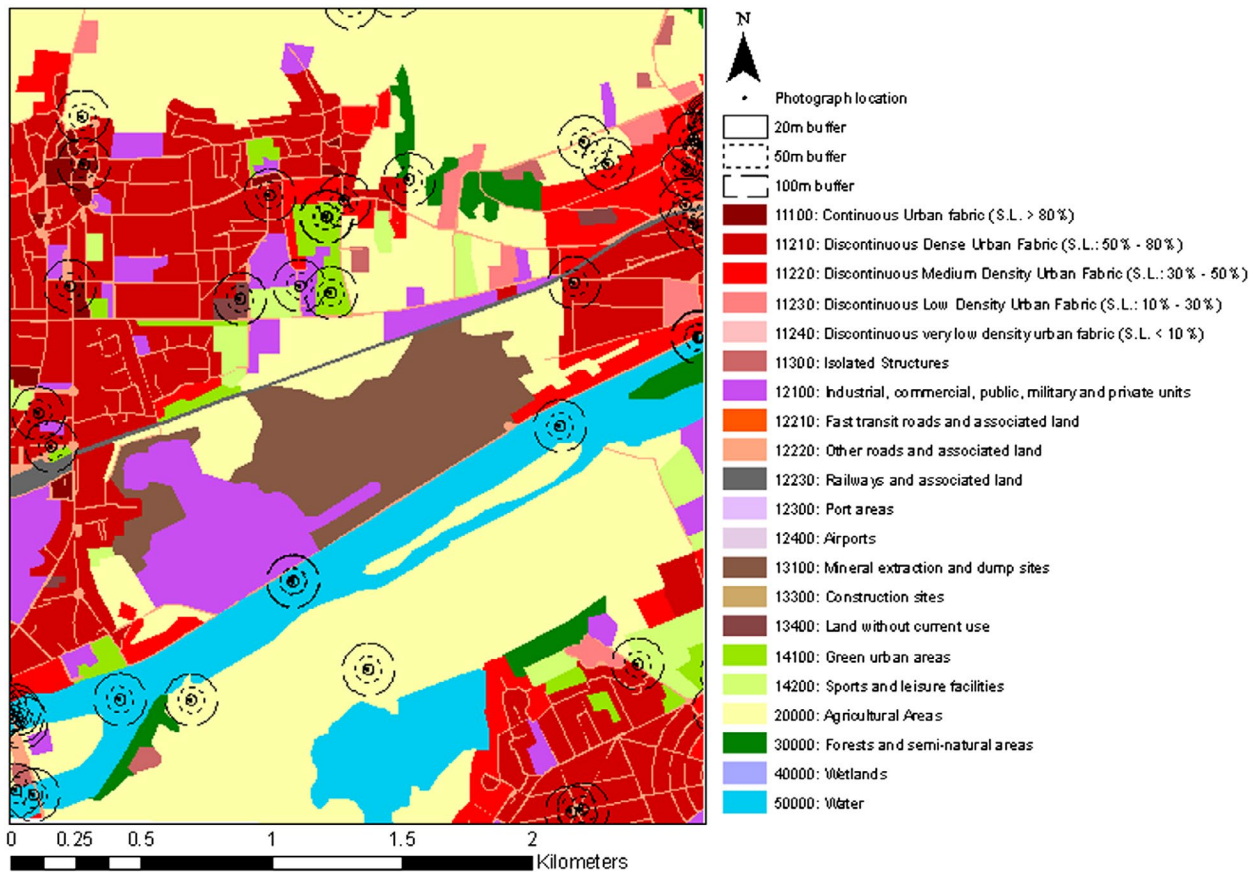 N
Photograph location
20m buffer
50m buffer
100m buffer
11100: Continuous Urban fabric (S.L. > 80%)
11210: Discontinuous Dense Urban Fabric (S.L.: 50% - 80%)
11220: Discontinuous Medium Density Urban Fabric (S.L.: 30% - 50%)
11230: Discontinuous Low Density Urban Fabric (S.L.: 10% - 30%)
11240: Discontinuous very low density urban fabric (S.L. < 10%)
11300: Isolated Structures
12100: Industrial, commercial, public, military and private units
12210: Fast transit roads and associated land
12220: Other roads and associated land
12230: Railways and associated land
12300: Port areas
12400: Airports
13100: Mineral extraction and dump sites
13300: Construction sites
13400: Land without current use
14100: Green urban areas
14200: Sports and leisure facilities
20000: Agricultural Areas
30000: Forests and semi-natural areas
40000: Wetlands
50000: Water
0 0.25 0.5 1 1.5 2
Kilometers